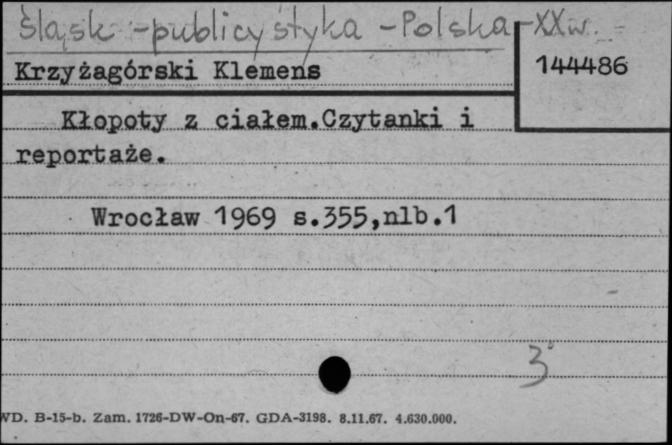 Śląsk - publicystyka - Polska - XX w.
Krzyżagórski Klemens
144486
Kłopoty z ciałem.Czytanki i
reportaże.
Wrocław 1969 s.355,nlb.1
3
WD. B-15-b. Zam. 1726-DW-On-67. GDA-3198. 8.11.67. 4.630.000.